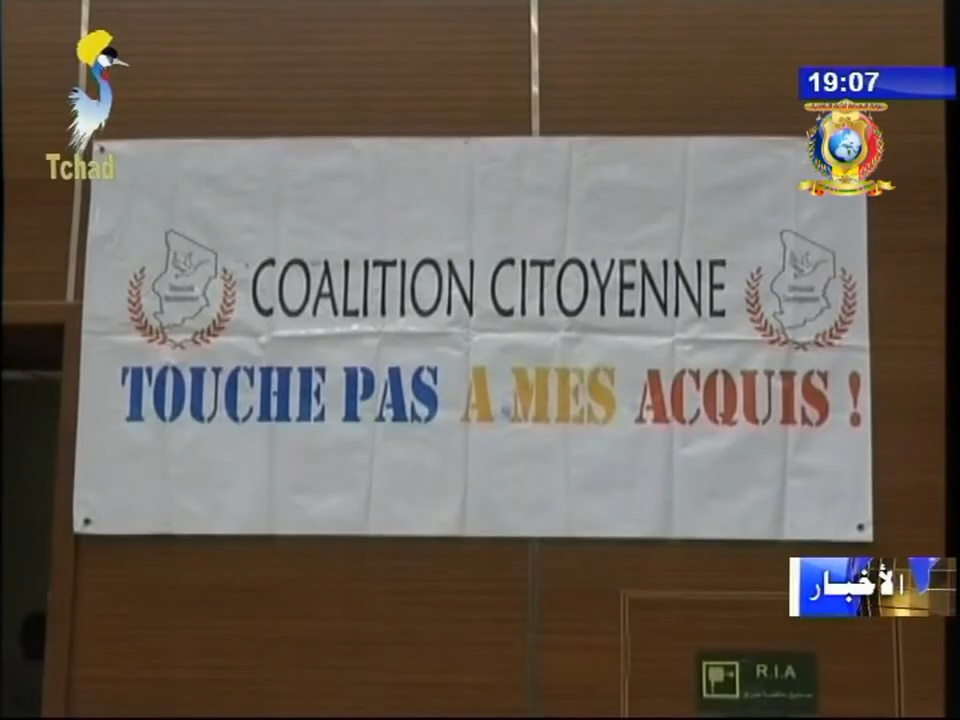 19:07
Tchad
COALITION CITOYENNE
TOUCHE PAS A MES ACQUIS !
الأخبار
R.I.A